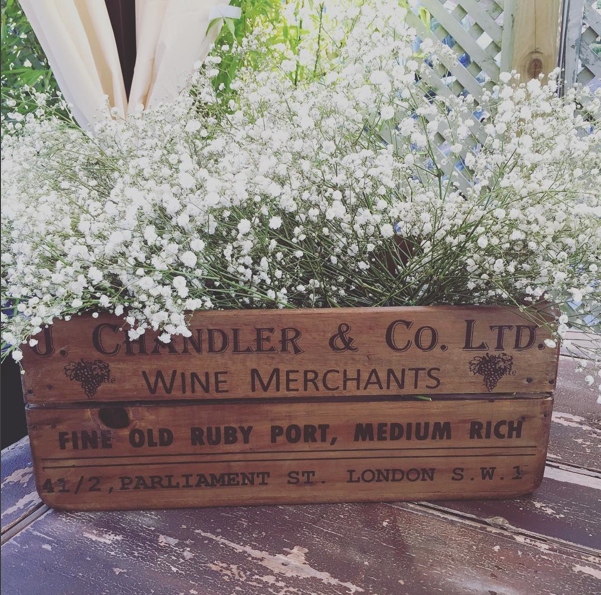 J. CHANDLER & CO. LTD.
WINE MERCHANTS
FINE OLD RUBY PORT, MEDIUM RICH
41/2, PARLIAMENT ST. LONDON S.W.1